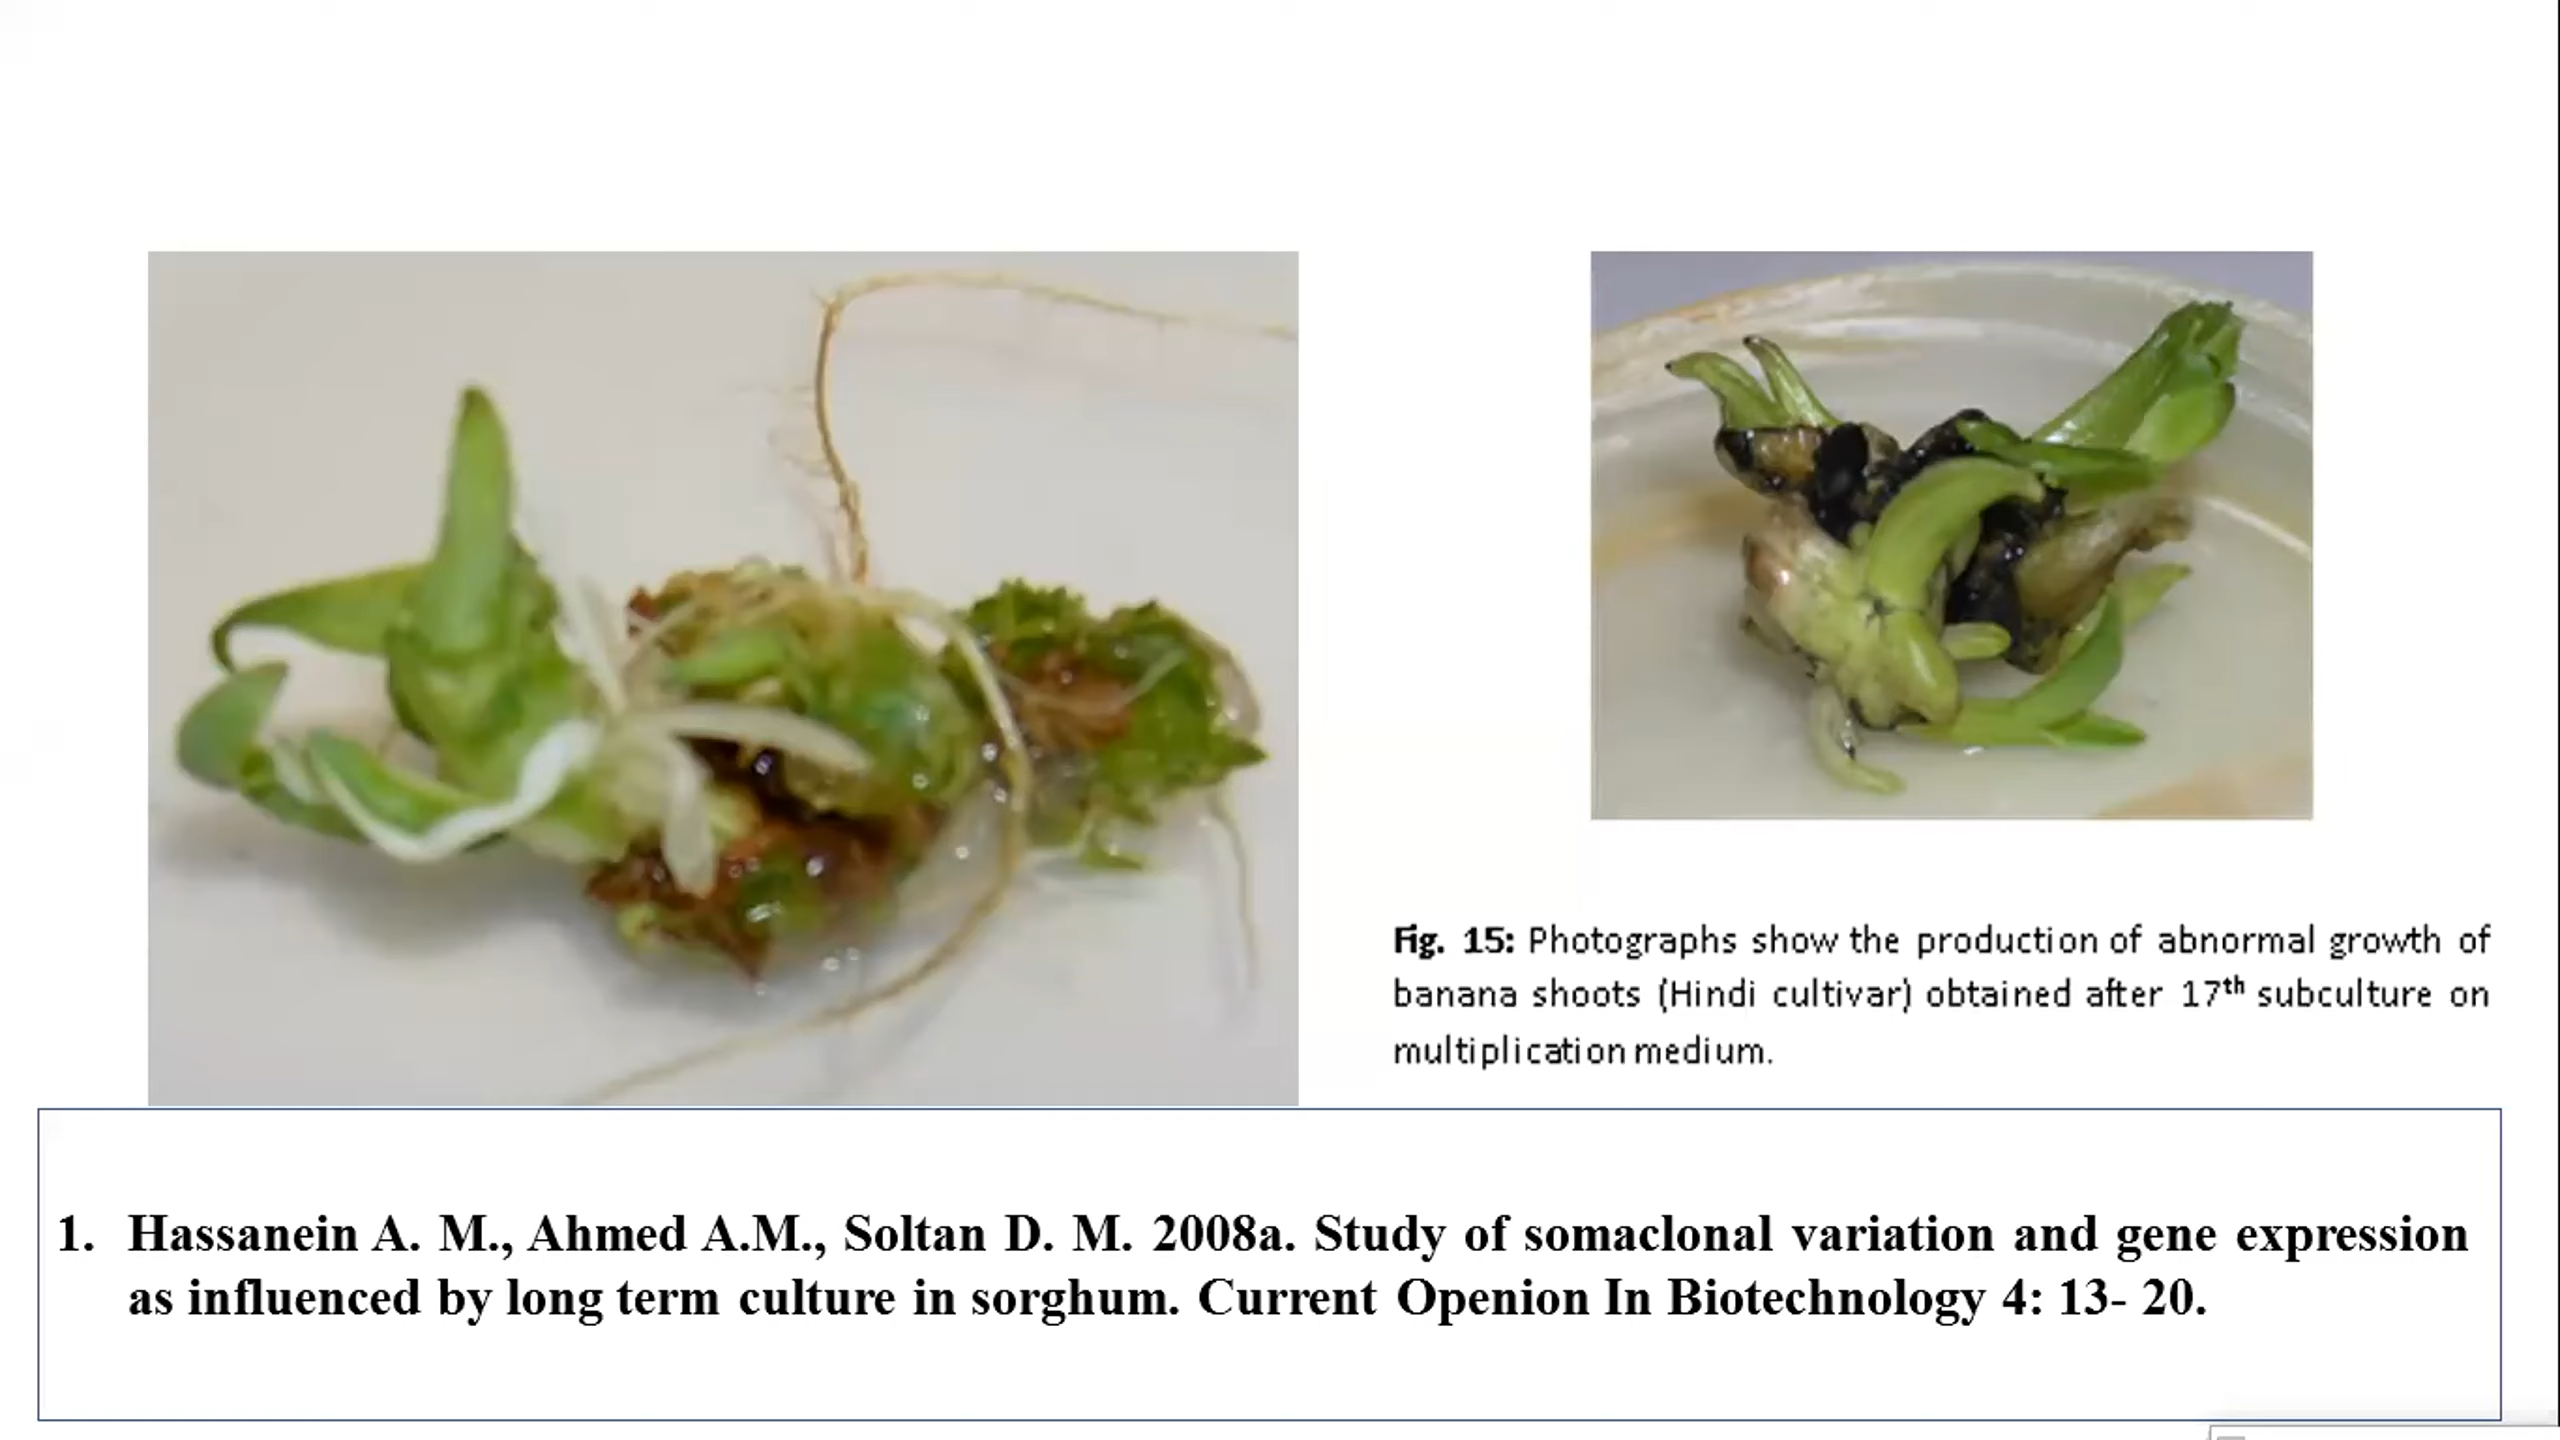 Fig. 15: Photographs show the production of abnormal growth of
banana shoots (Hindi cultivar) obtained after 17th subculture on
multiplication medium.
1. Hassanein A. M., Ahmed A.M., Soltan D. M. 2008a. Study of somaclonal variation and gene expression
as influenced by long term culture in sorghum. Current Openion In Biotechnology 4: 13- 20.